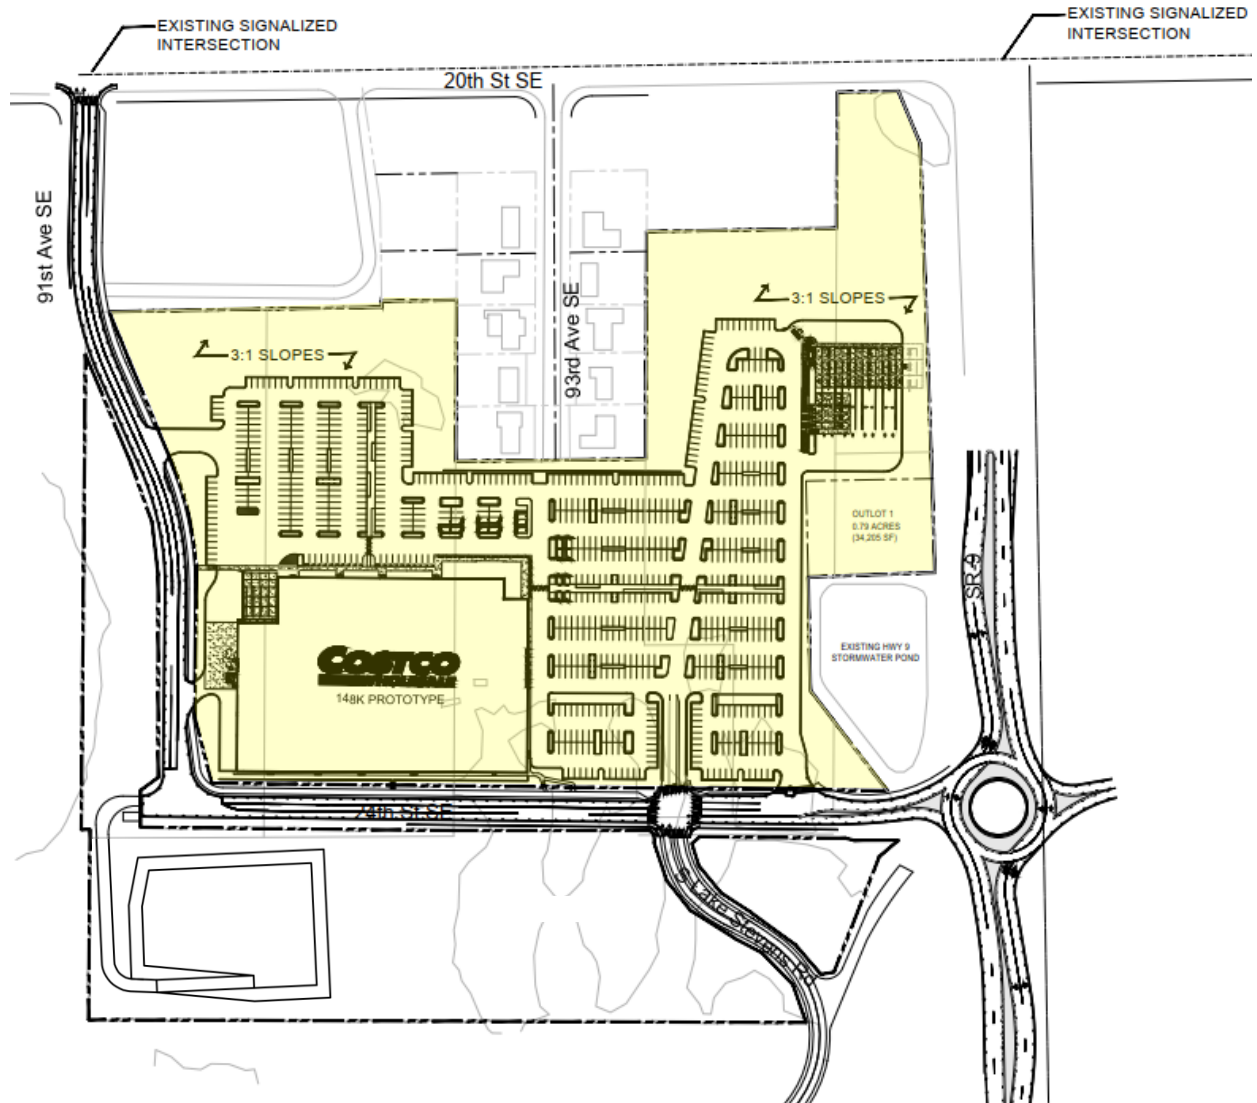 EXISTING SIGNALIZED
INTERSECTION
EXISTING SIGNALIZED
INTERSECTION
20th St SE
91st Ave SE
93rd Ave SE
3:1 SLOPES
3:1 SLOPES
OUTLOT 1
0.79 ACRES
(34,205 SF)
SR-9
EXISTING HWY 9
STORMWATER POND
COSTCO
WHOLESALE
148K PROTOTYPE
24th St SE
S Lake Stevens Rd